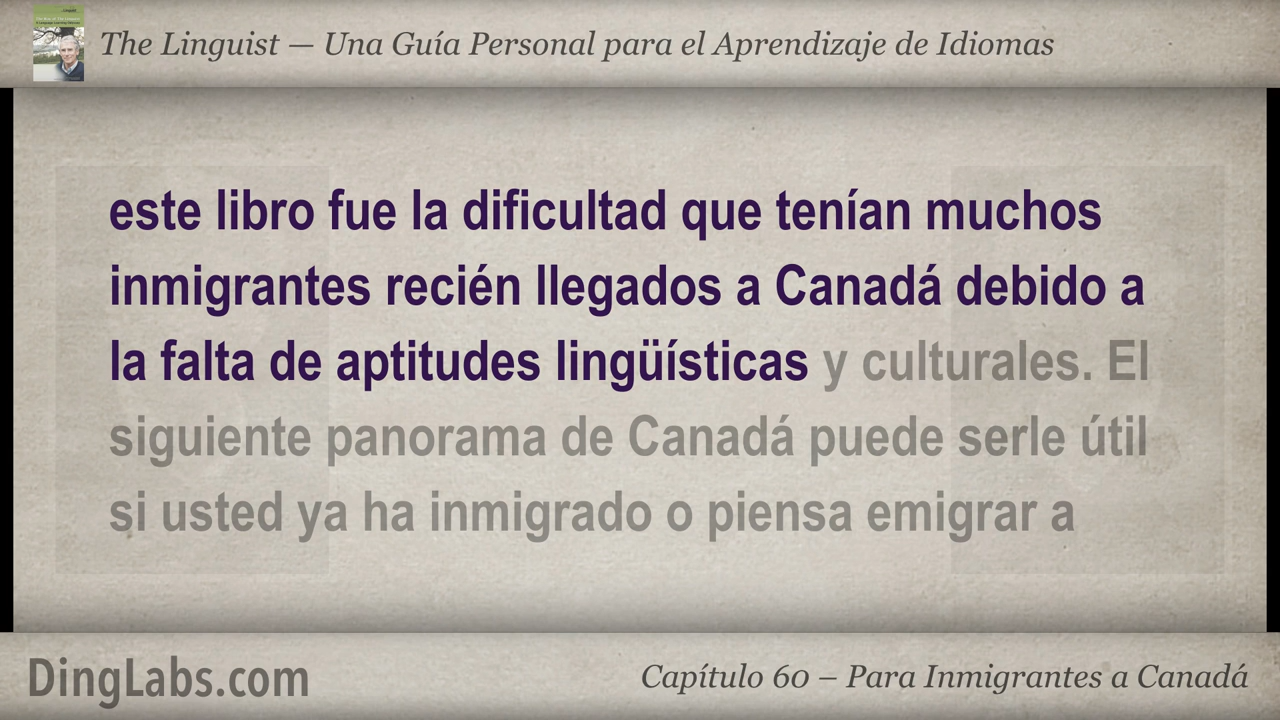 The Linguist — Una Guía Personal para el Aprendizaje de Idiomas
este libro fue la dificultad que tenían muchos
inmigrantes recién llegados a Canadá debido a
la falta de aptitudes lingüísticas y culturales. El
siguiente panorama de Canadá puede serle útil
si usted ya ha inmigrado o piensa emigrar a
DingLabs.com
Capítulo 60 – Para Inmigrantes a Canadá